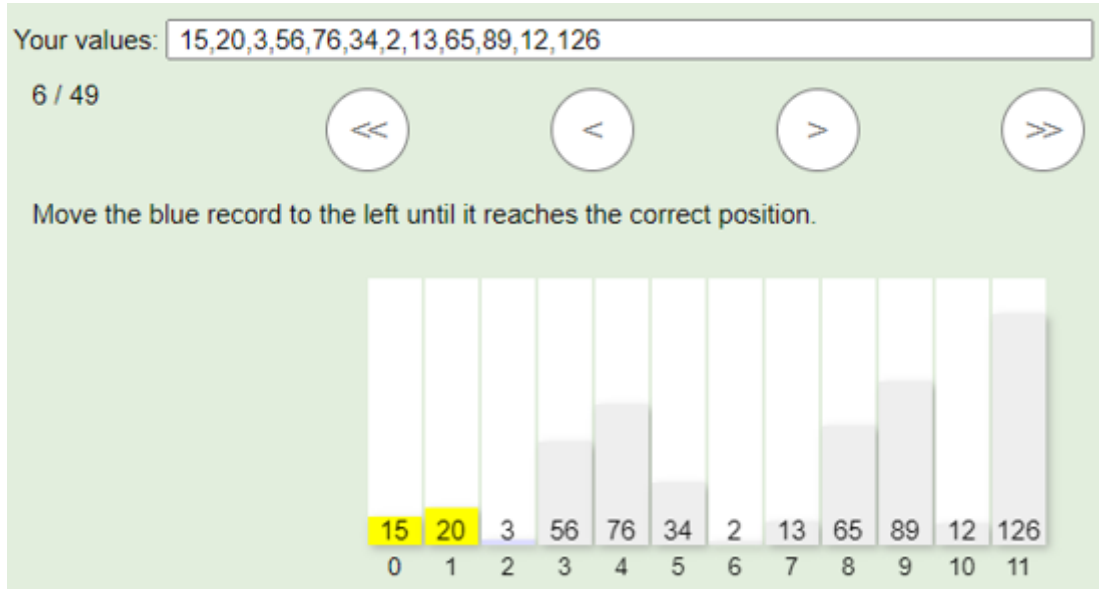 Your values: 15,20,3,56,76,34,2,13,65,89,12,126
6 / 49
<< < > >>
Move the blue record to the left until it reaches the correct position.
15 20 3 56 76 34 2 13 65 89 12 126
0 1 2 3 4 5 6 7 8 9 10 11